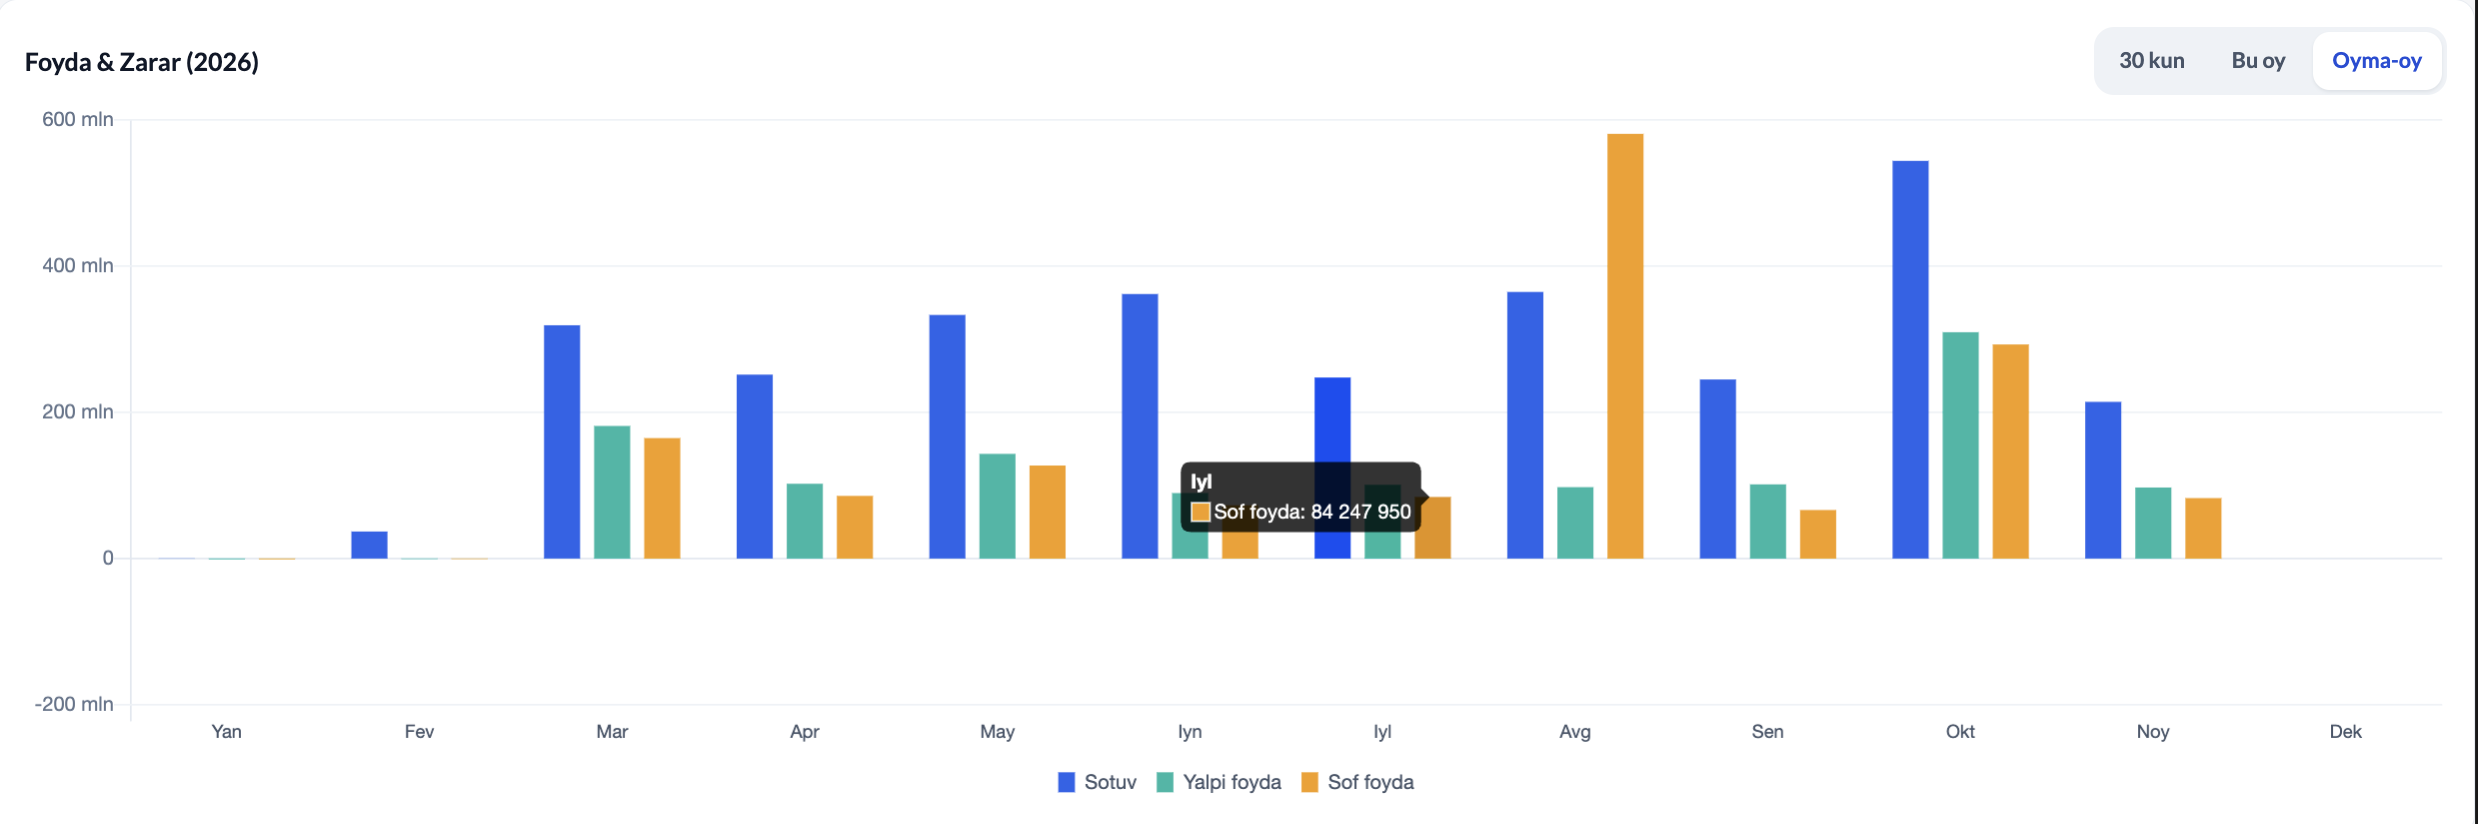 Foyda & Zarar (2026)
30 kun Bu oy Oyma-oy
600 mln
400 mln
200 mln
0
-200 mln
Iyl
Sof foyda: 84 247 950
Yan Fev Mar Apr May Iyn Iyl Avg Sen Okt Noy Dek
Sotuv Yalpi foyda Sof foyda